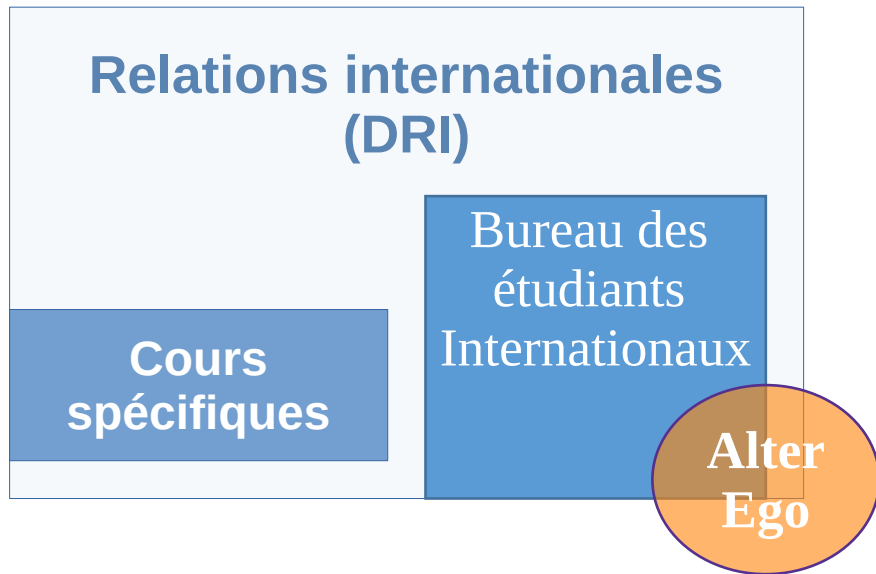 Relations internationales
(DRI)
Bureau des
étudiants
Internationaux
Cours
spécifiques
Alter
Ego